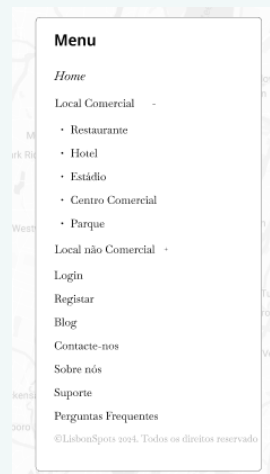 Menu
Home
Local Comercial -
• Restaurante
• Hotel
• Estádio
• Centro Comercial
• Parque
Local não Comercial +
Login
Registar
Blog
Contacte-nos
Sobre nós
Suporte
Perguntas Frequentes
©LisbonSpots 2024. Todos os direitos reservado